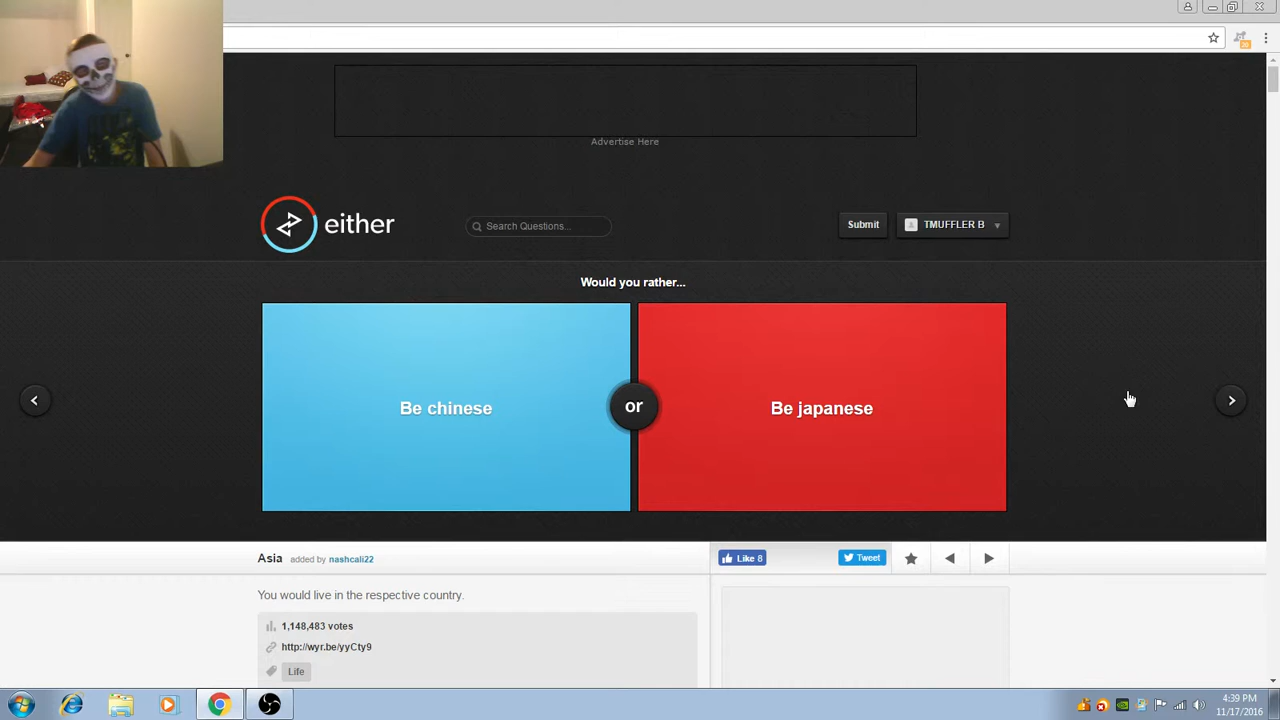 Advertise Here
either
Search Questions...
Submit
TMUFFLER B
Would you rather...
Be chinese
or
Be japanese
Asia added by nashcali22
Like 8
Tweet
You would live in the respective country.
1,148,483 votes
http://wyr.be/yyCty9
Life
4:39 PM
11/17/2016